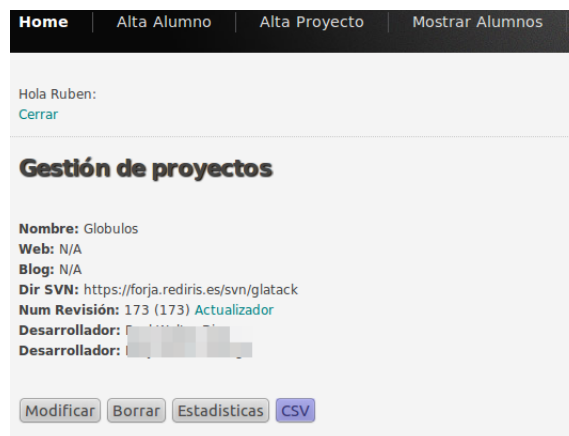 Home Alta Alumno Alta Proyecto Mostrar Alumnos
Hola Ruben:
Cerrar
Gestión de proyectos
Nombre: Globulos
Web: N/A
Blog: N/A
Dir SVN: https://forja.rediris.es/svn/glatack
Num Revisión: 173 (173) Actualizador
Desarrollador:
Desarrollador:
Modificar Borrar Estadisticas CSV